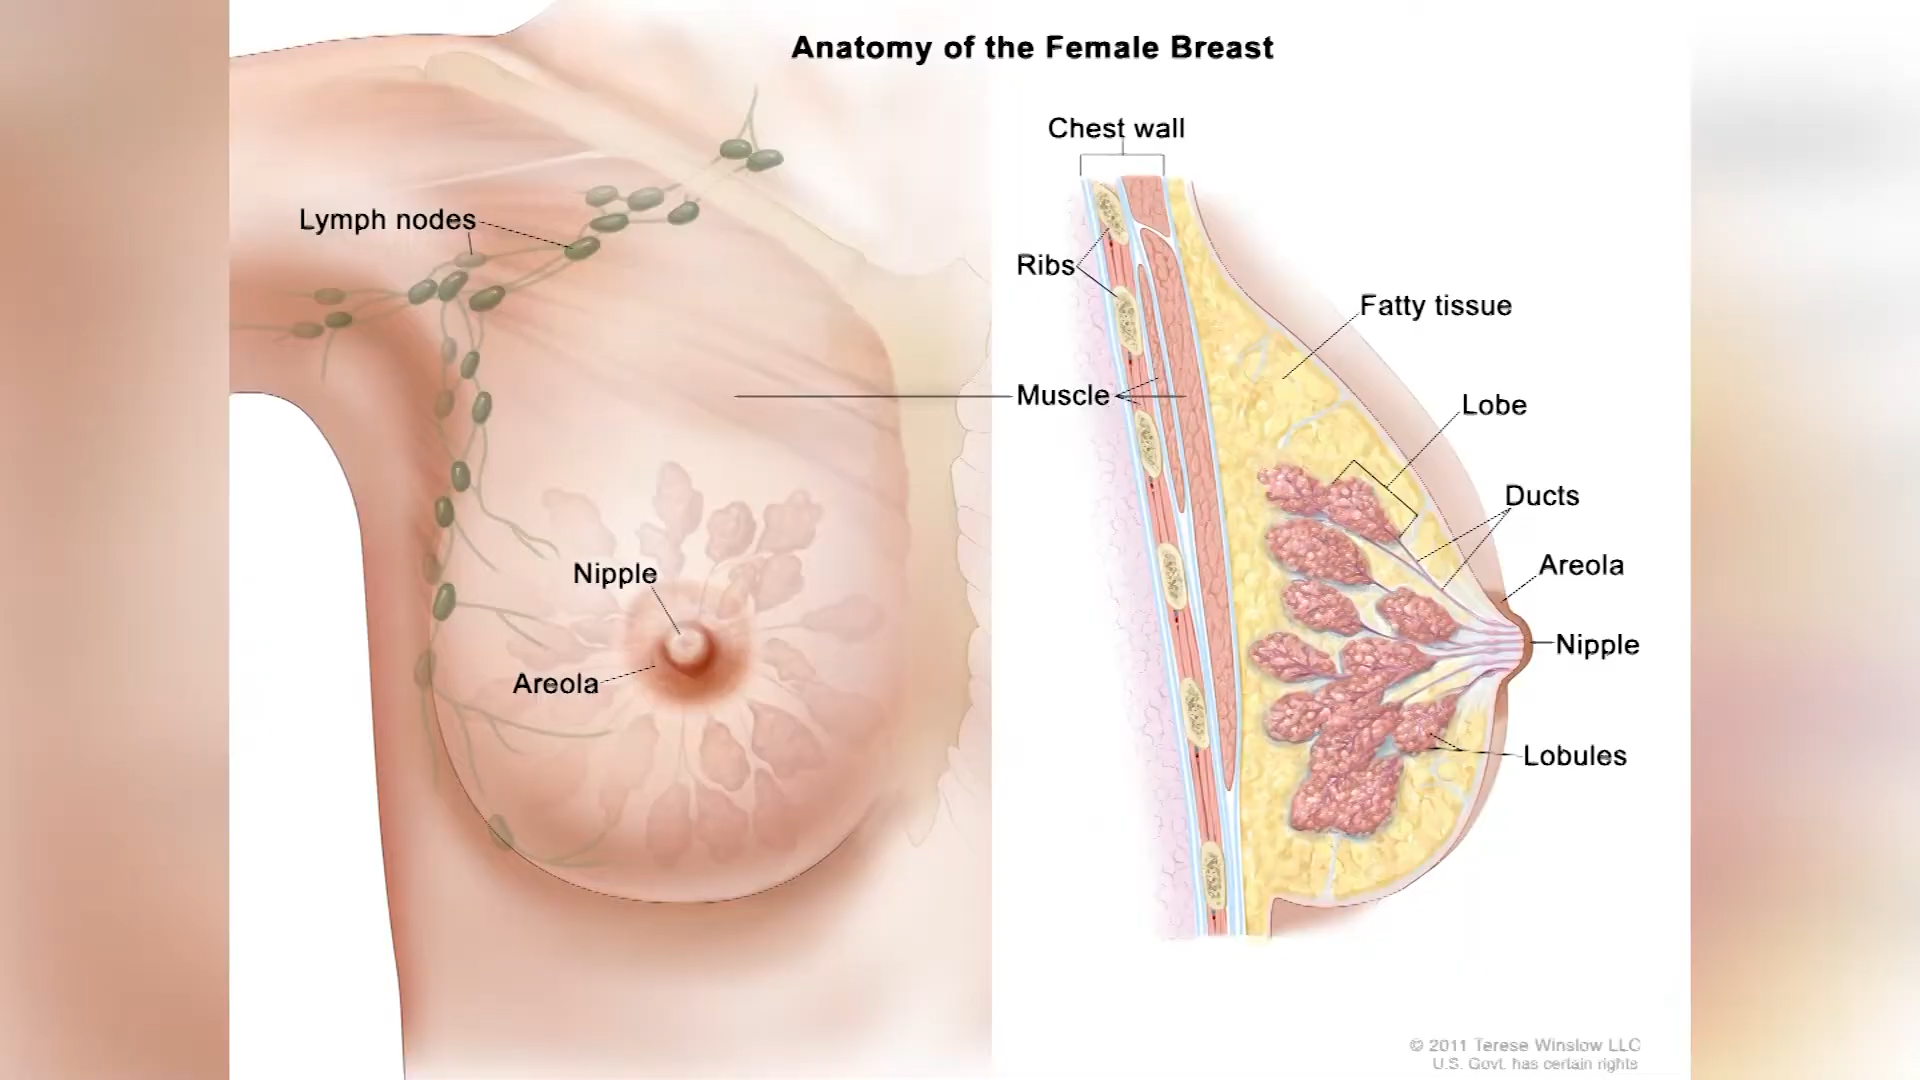 Anatomy of the Female Breast
Chest wall
Lymph nodes
Ribs
Fatty tissue
Muscle
Lobe
Ducts
Nipple
Areola
Areola
Nipple
Lobules
© 2011 Terese Winslow LLC
U.S. Govt. has certain rights